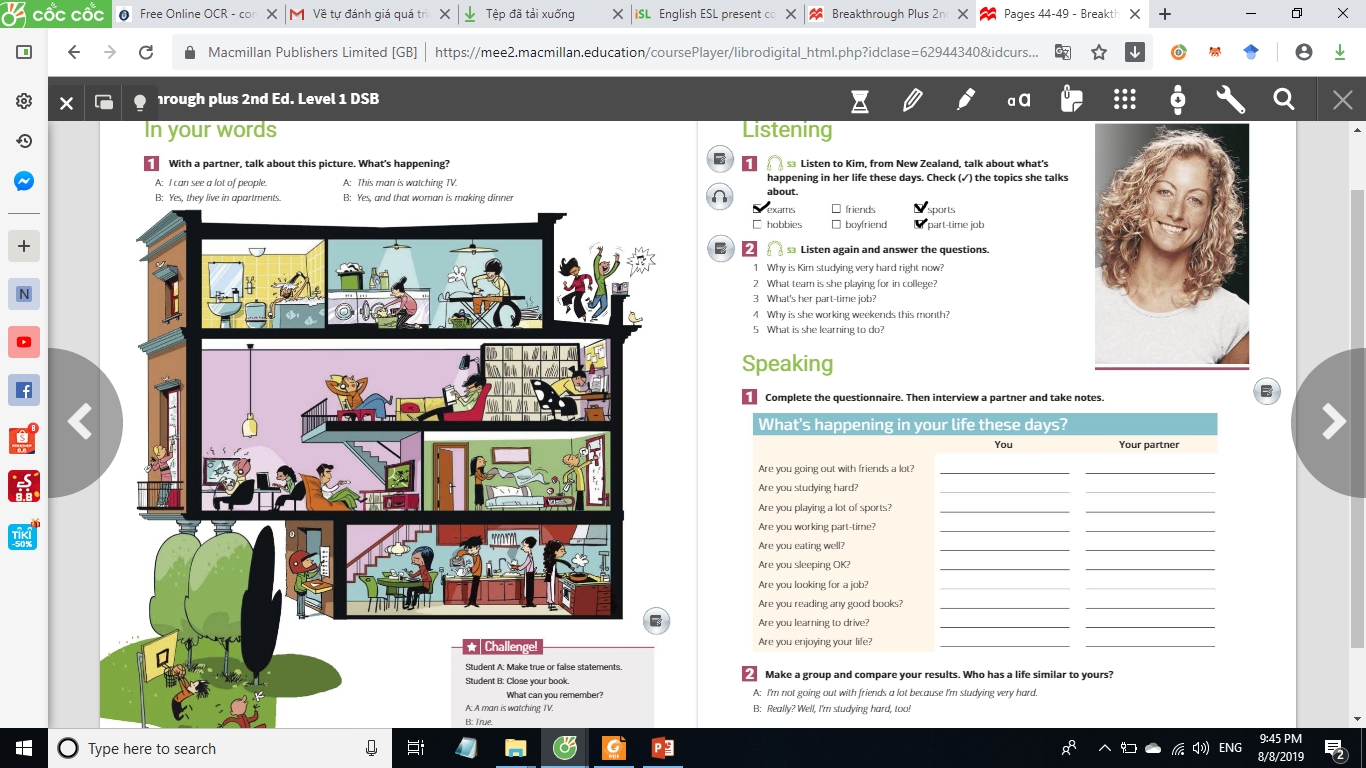 cốc cốc
Free Online OCR - con
Về tự đánh giá quá trì
Tệp đã tải xuống
English ESL present co
Breakthrough Plus 2n
Pages 44-49 - Breakth
Macmillan Publishers Limited [GB]
https://mee2.macmillan.education/coursePlayer/librodigital_html.php?idclase=62944340&idcurs...
hrough plus 2nd Ed. Level 1 DSB
In your words
1 With a partner, talk about this picture. What's happening?
A: I can see a lot of people.
B: Yes, they live in apartments.
A: This man is watching TV.
B: Yes, and that woman is making dinner
Challenge!
Student A: Make true or false statements.
Student B: Close your book.
What can you remember?
A: A man is watching TV.
B: True.
Listening
1 S3 Listen to Kim, from New Zealand, talk about what's
happening in her life these days. Check (✓) the topics she talks
about.
exams friends sports
hobbies boyfriend part-time job
2 S3 Listen again and answer the questions.
1 Why is Kim studying very hard right now?
2 What team is she playing for in college?
3 What's her part-time job?
4 Why is she working weekends this month?
5 What is she learning to do?
Speaking
1 Complete the questionnaire. Then interview a partner and take notes.
What's happening in your life these days?
You Your partner
Are you going out with friends a lot?
Are you studying hard?
Are you playing a lot of sports?
Are you working part-time?
Are you eating well?
Are you sleeping OK?
Are you looking for a job?
Are you reading any good books?
Are you learning to drive?
Are you enjoying your life?
2 Make a group and compare your results. Who has a life similar to yours?
A: I'm not going out with friends a lot because I'm studying very hard.
B: Really? Well, I'm studying hard, too!
8.8
TIKI
-50%
Type here to search
ENG
9:45 PM
8/8/2019
2